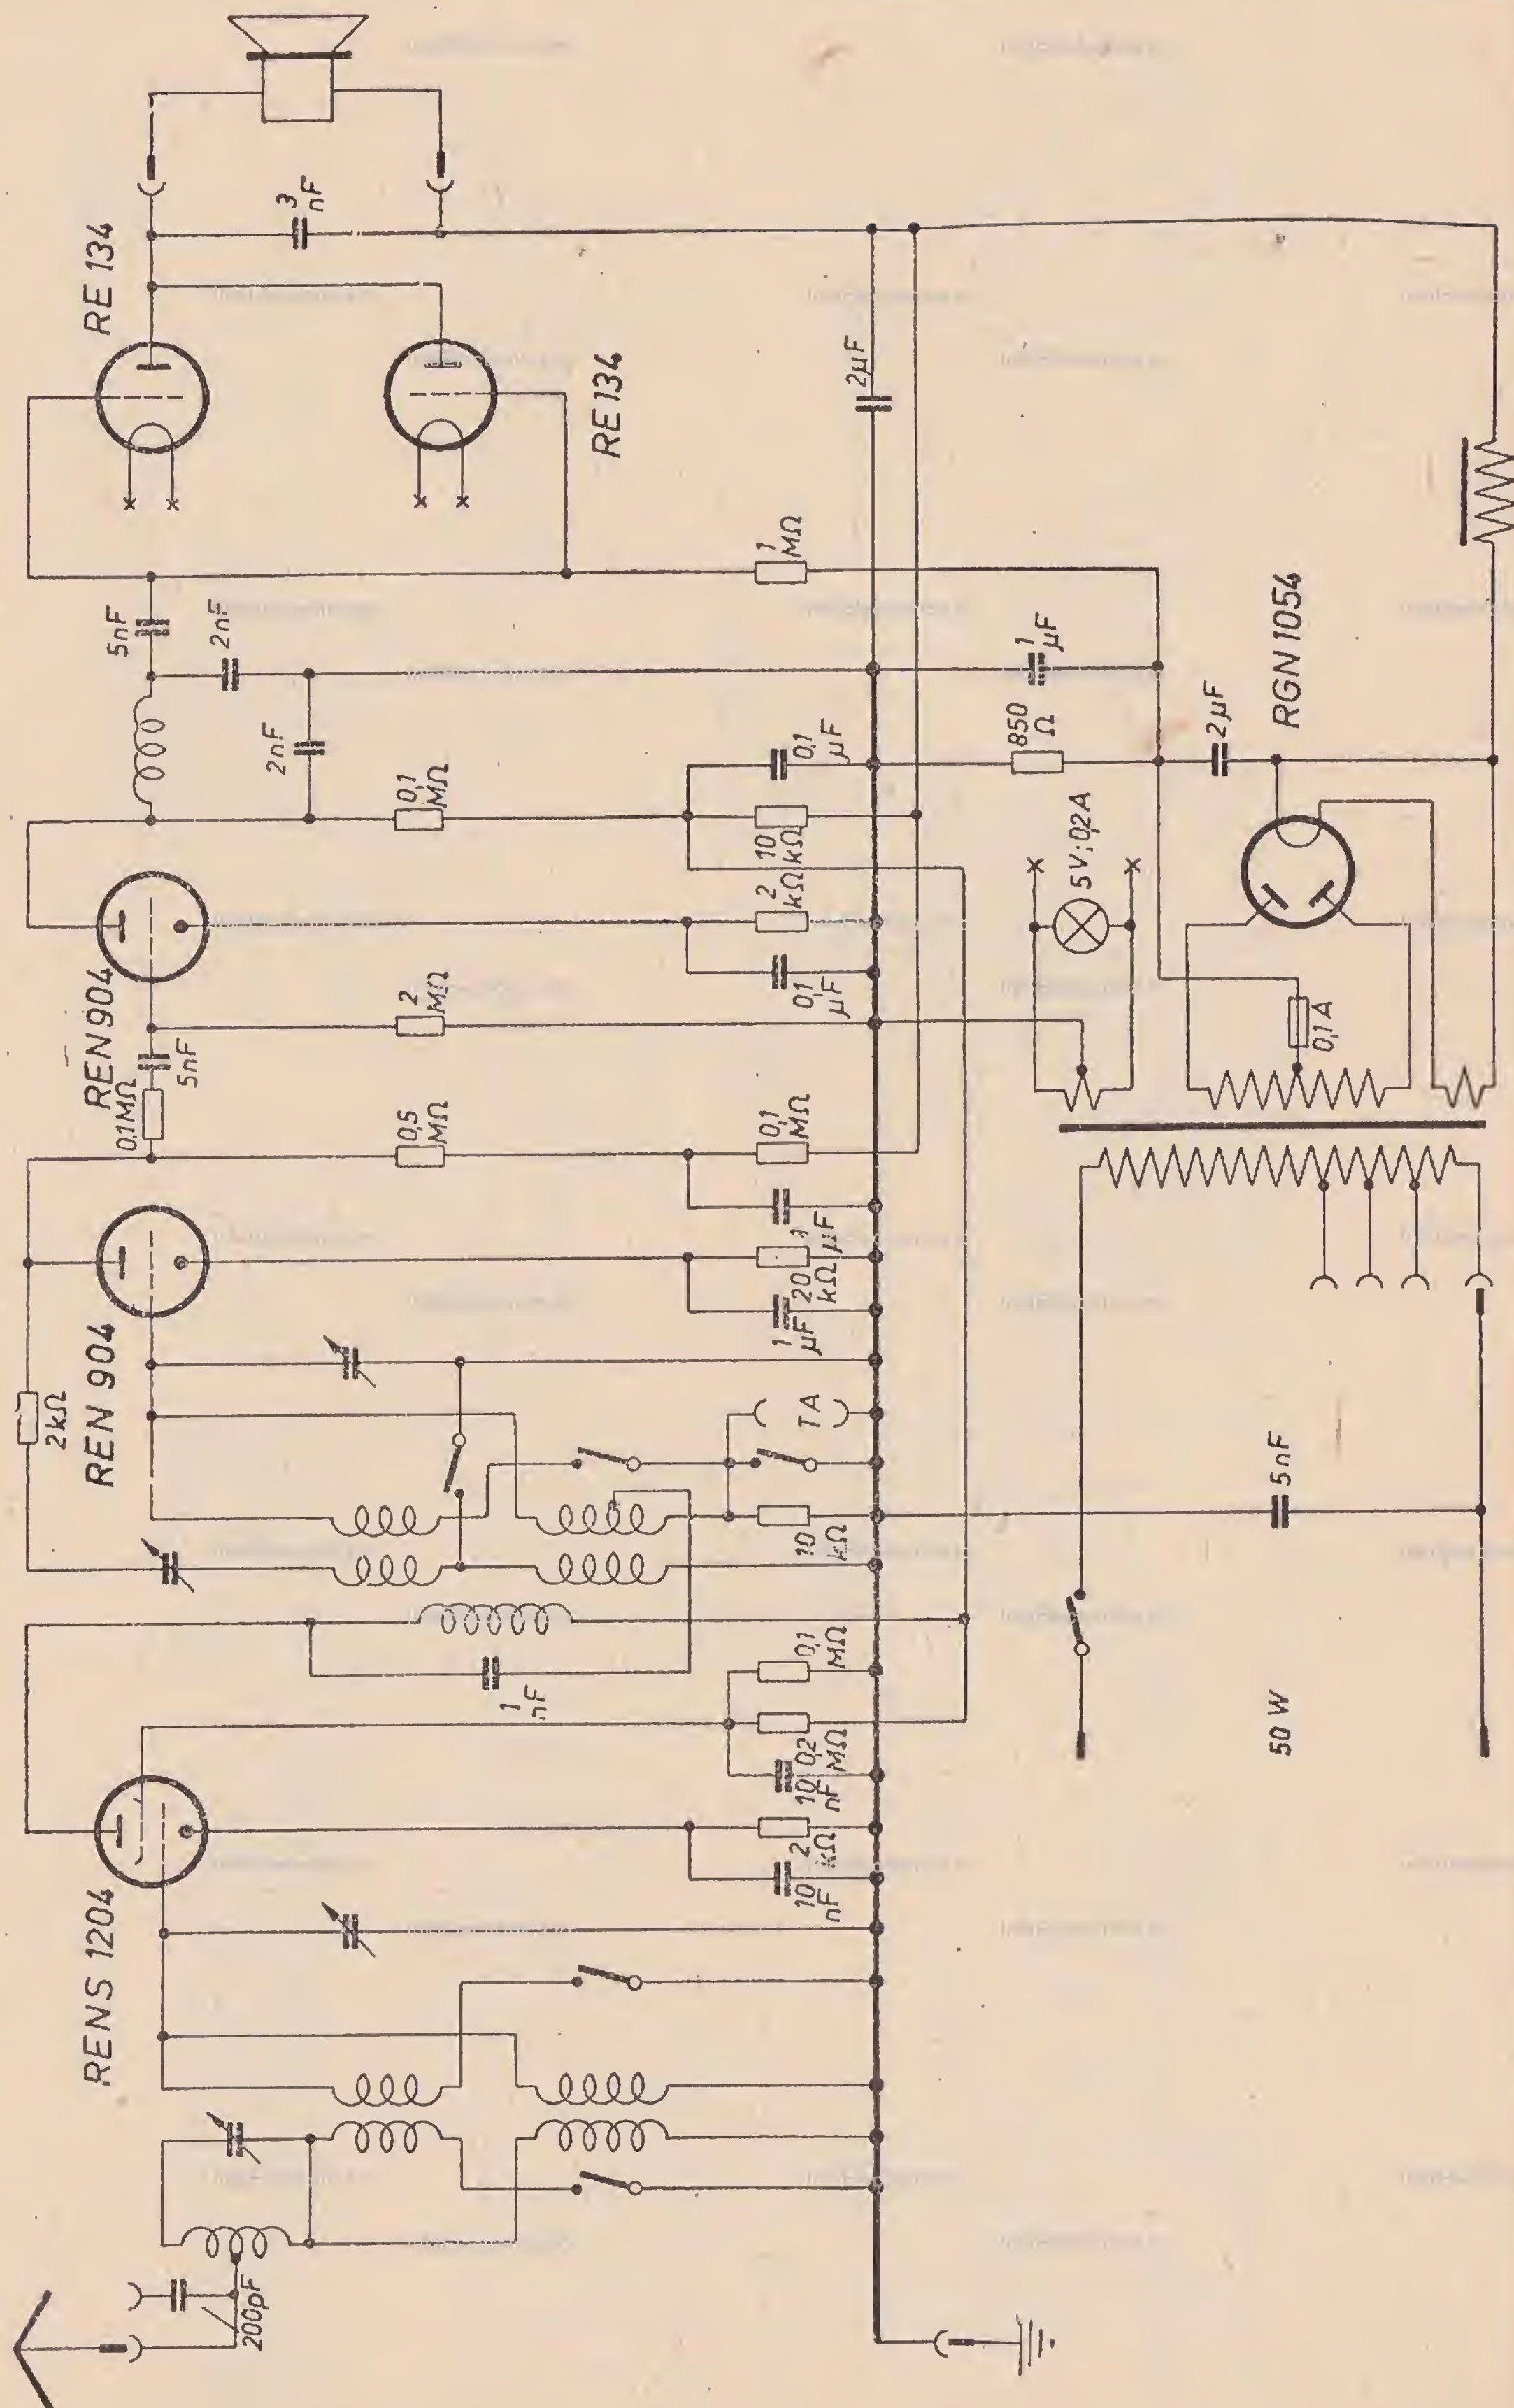 RENS 1204
REN 904
REN904
RE 134
RE 134
RGN 1054
200pF
10 nF
2 kΩ
10 nF
0,2 MΩ
0,1 MΩ
1 nF
2 kΩ
10 kΩ
TA
1 µF
20 kΩ
1 µF
0,5 MΩ
0,1 MΩ
0,1MΩ
5nF
2 MΩ
0,1 µF
2 kΩ
10 kΩ
0,1 µF
0,1 MΩ
2nF
2nF
5nF
1 MΩ
3 nF
2µF
1 µF
850 Ω
2µF
5V; 0,2A
0,1 A
5nF
50 W